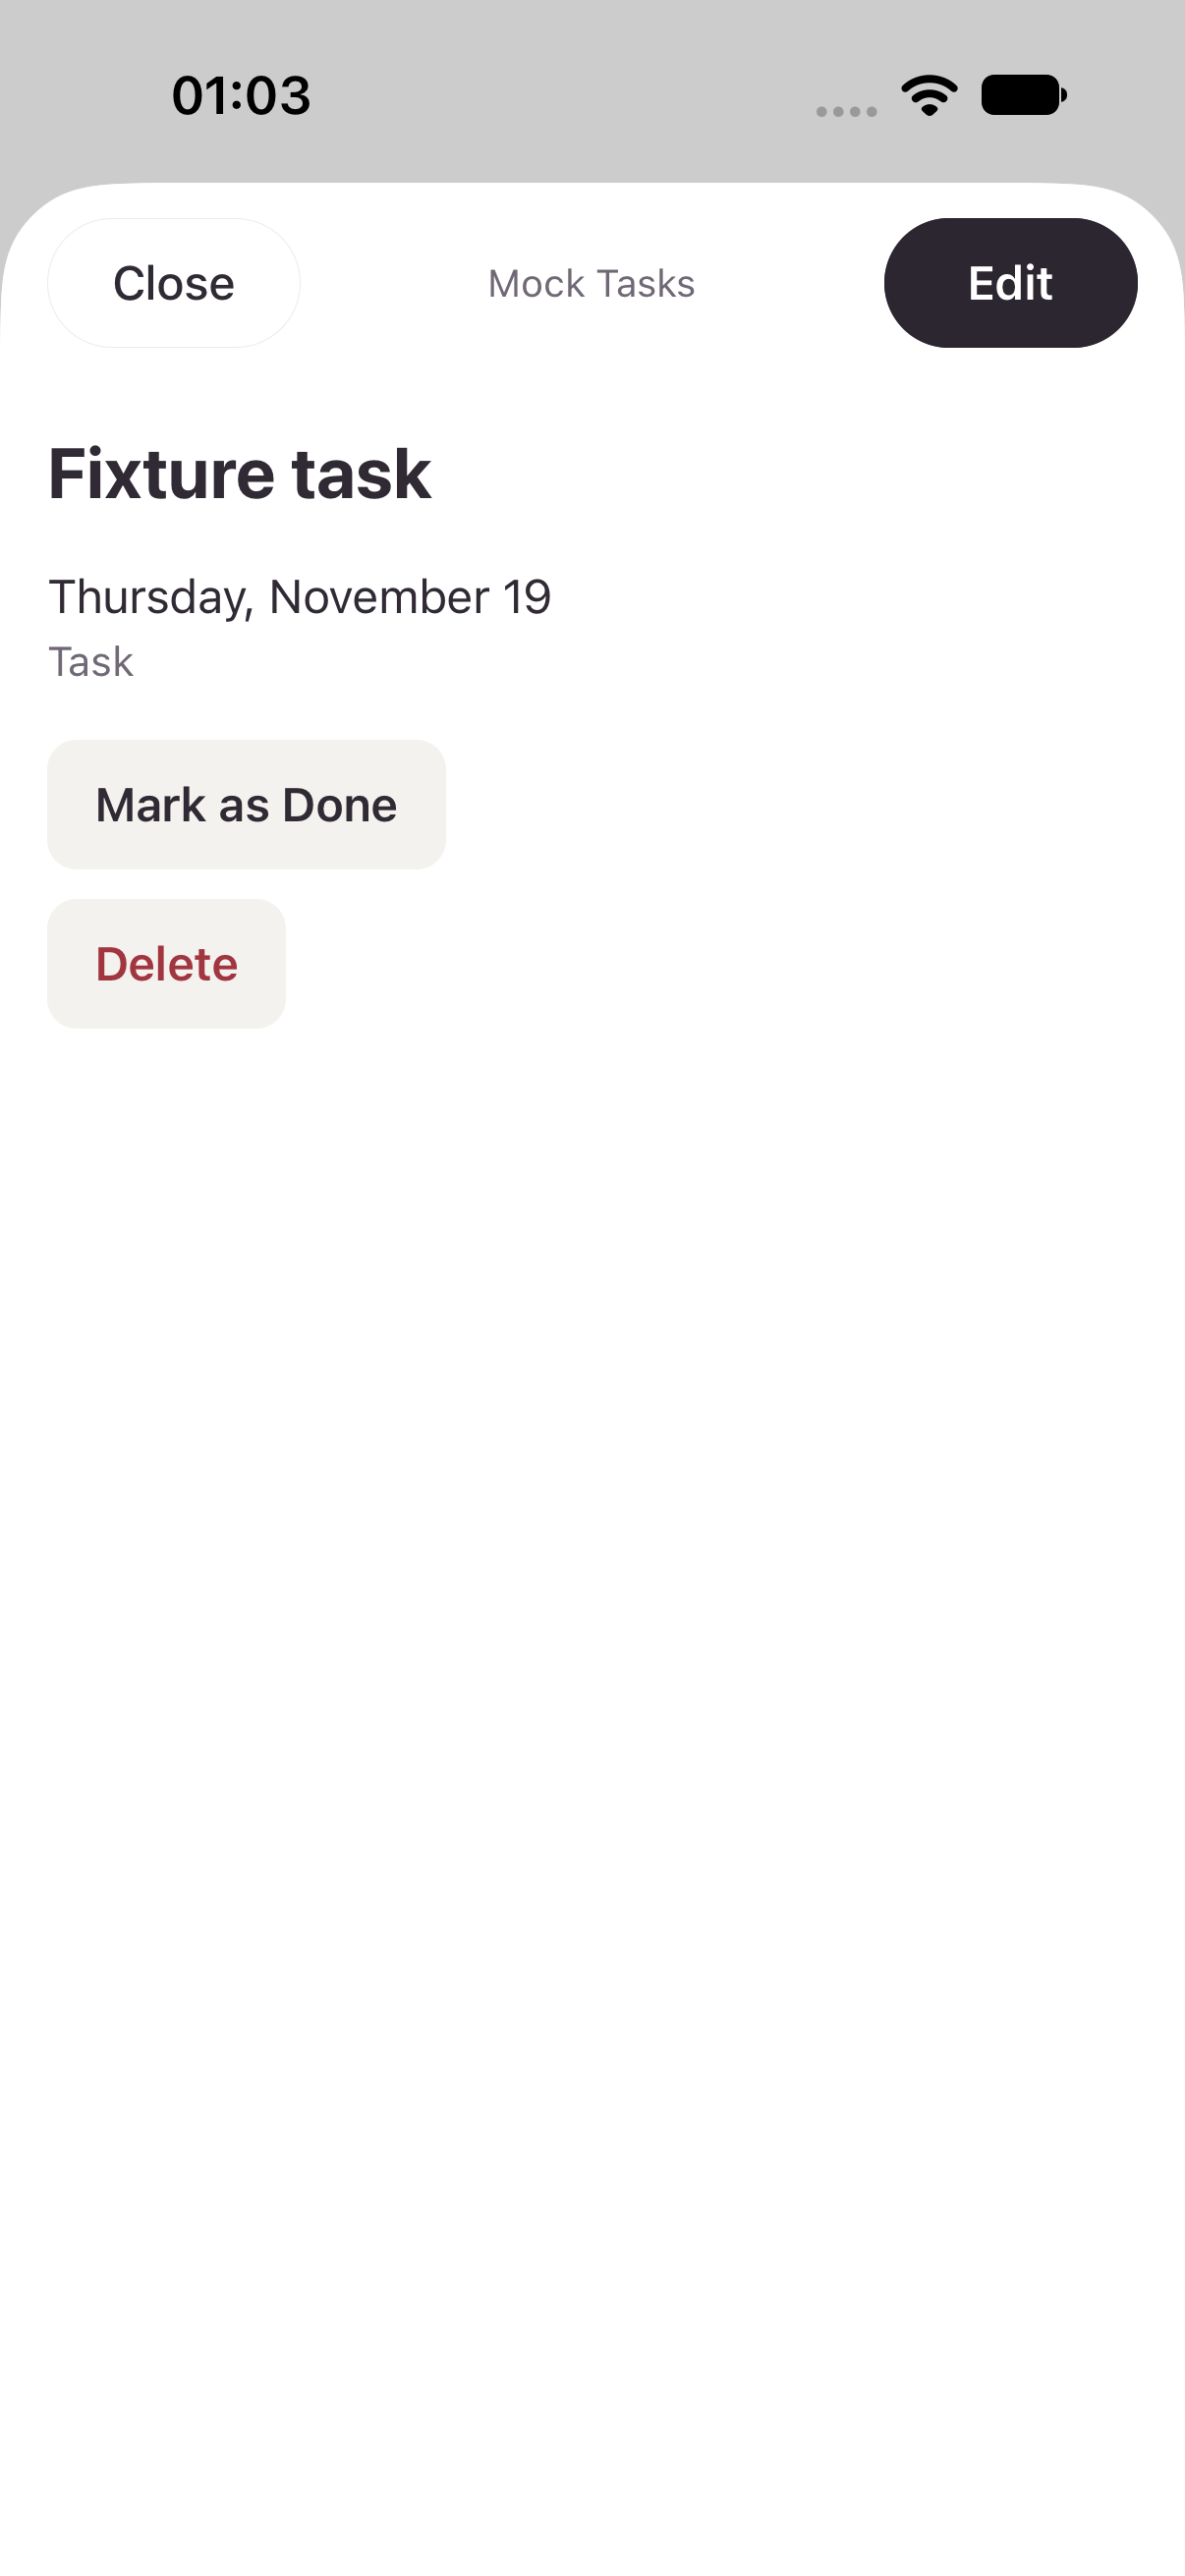 01:03
Close
Mock Tasks
Edit
Fixture task
Thursday, November 19
Task
Mark as Done
Delete